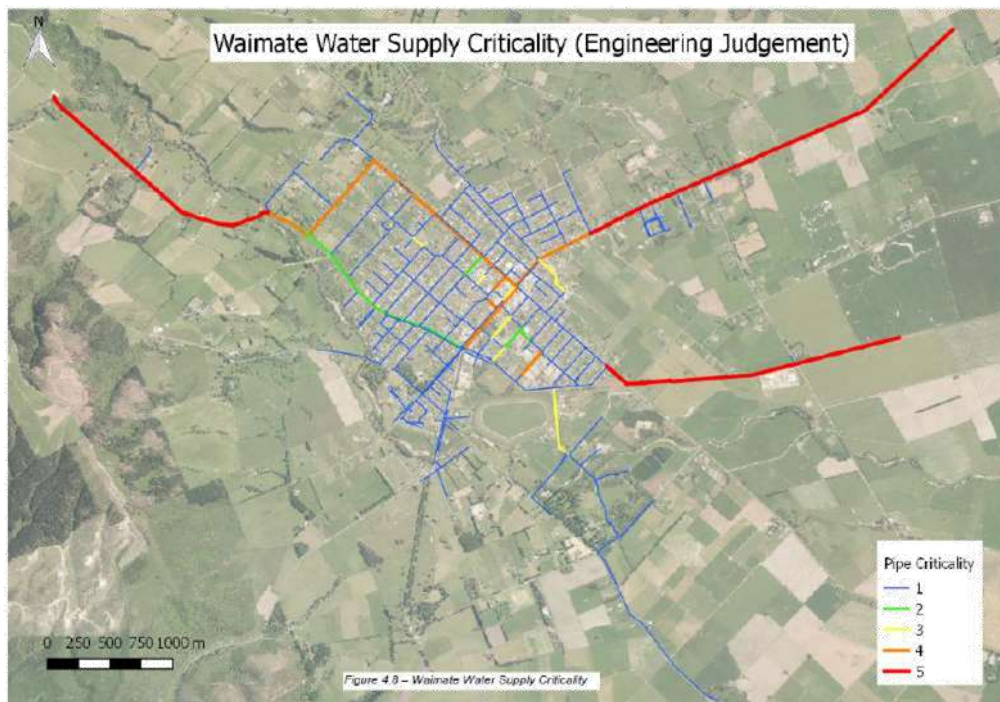 N
Waimate Water Supply Criticality (Engineering Judgement)
Pipe Criticality
1
2
3
4
5
0 250 500 750 1000 m
Figure 4.8 – Waimate Water Supply Criticality